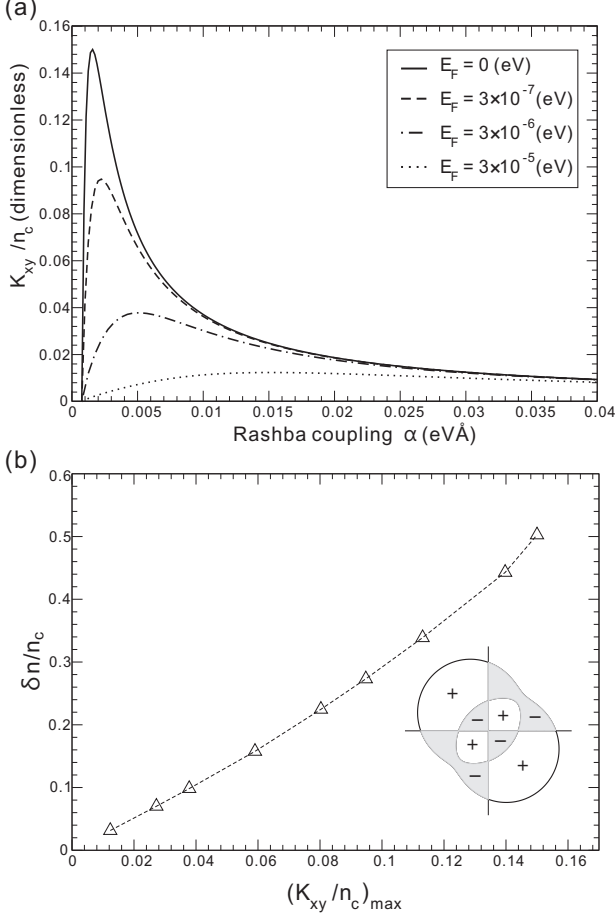 (a)
0.16
0.14
0.12
0.1
0.08
0.06
0.04
0.02
0
K_xy /n_c (dimensionless)
E_F = 0 (eV)
E_F = 3×10^-7 (eV)
E_F = 3×10^-6 (eV)
E_F = 3×10^-5 (eV)
0 0.005 0.01 0.015 0.02 0.025 0.03 0.035 0.04
Rashba coupling α (eVÅ)
(b)
0.6
0.5
0.4
0.3
0.2
0.1
0
δn/n_c
+ − + −
− + − +
0 0.02 0.04 0.06 0.08 0.1 0.12 0.14 0.16
(K_xy /n_c)_max